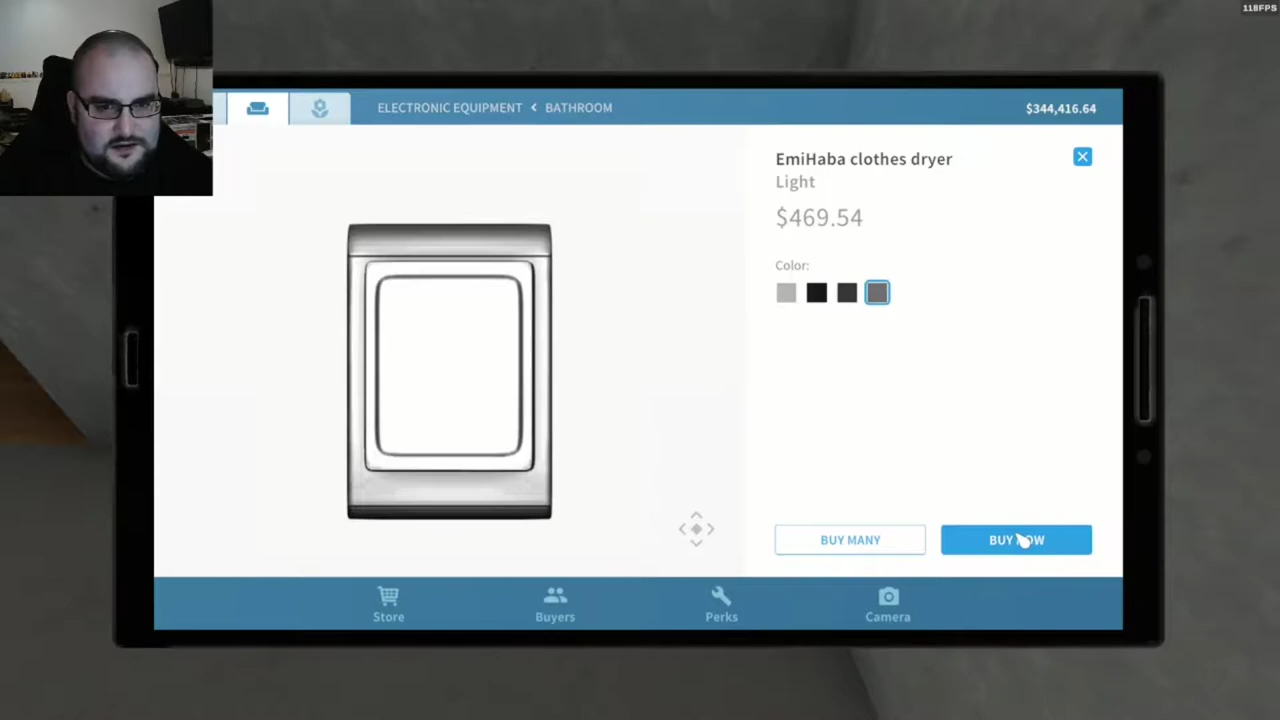 118FPS
ELECTRONIC EQUIPMENT < BATHROOM
$344,416.64
EmiHaba clothes dryer
Light
$469.54
Color:
BUY MANY
BUY NOW
Store
Buyers
Perks
Camera